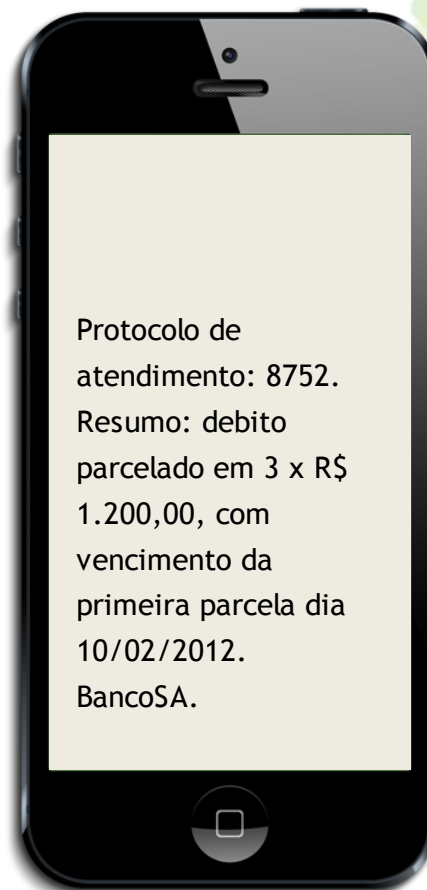 Protocolo de
atendimento: 8752.
Resumo: debito
parcelado em 3 x R$
1.200,00, com
vencimento da
primeira parcela dia
10/02/2012.
BancoSA.